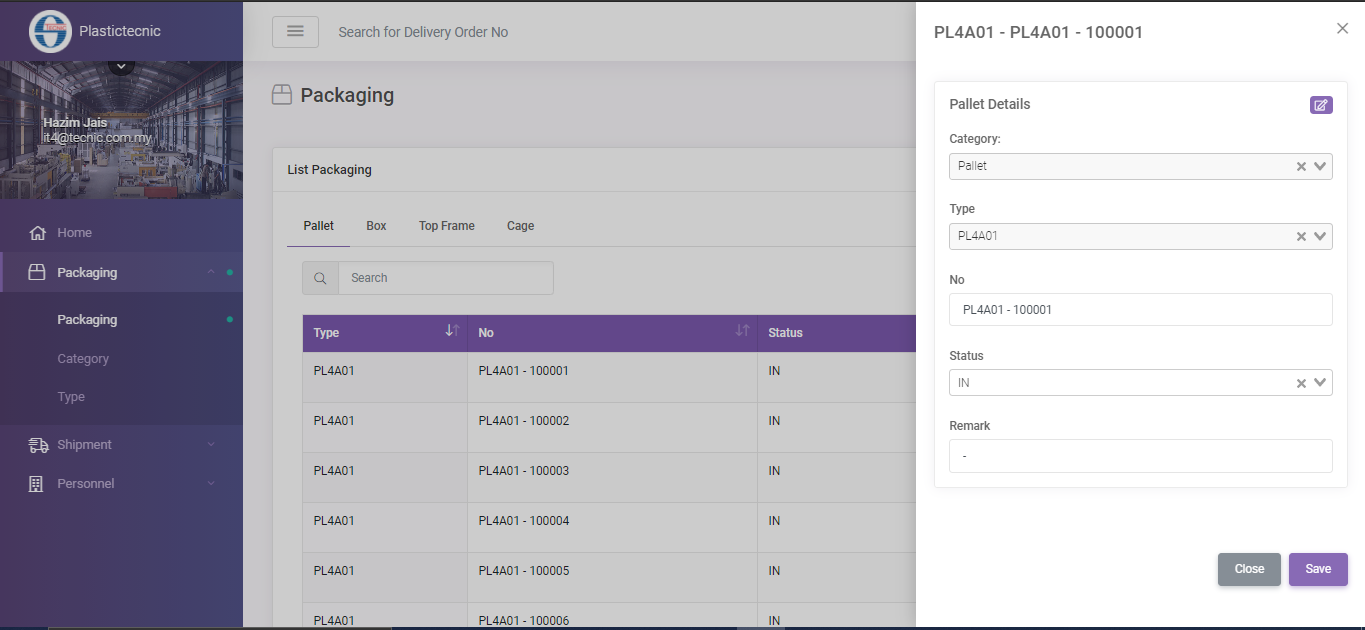 Plastictecnic
Search for Delivery Order No
Hazim Jais
it4@tecnic.com.my
Home
Packaging
Packaging
Category
Type
Shipment
Personnel
Packaging
List Packaging
Pallet Box Top Frame Cage
Search
Type No Status
PL4A01 PL4A01 - 100001 IN
PL4A01 PL4A01 - 100002 IN
PL4A01 PL4A01 - 100003 IN
PL4A01 PL4A01 - 100004 IN
PL4A01 PL4A01 - 100005 IN
PL4A01 PL4A01 - 100006 IN
PL4A01 - PL4A01 - 100001
Pallet Details
Category:
Pallet
Type
PL4A01
No
PL4A01 - 100001
Status
IN
Remark
-
Close Save